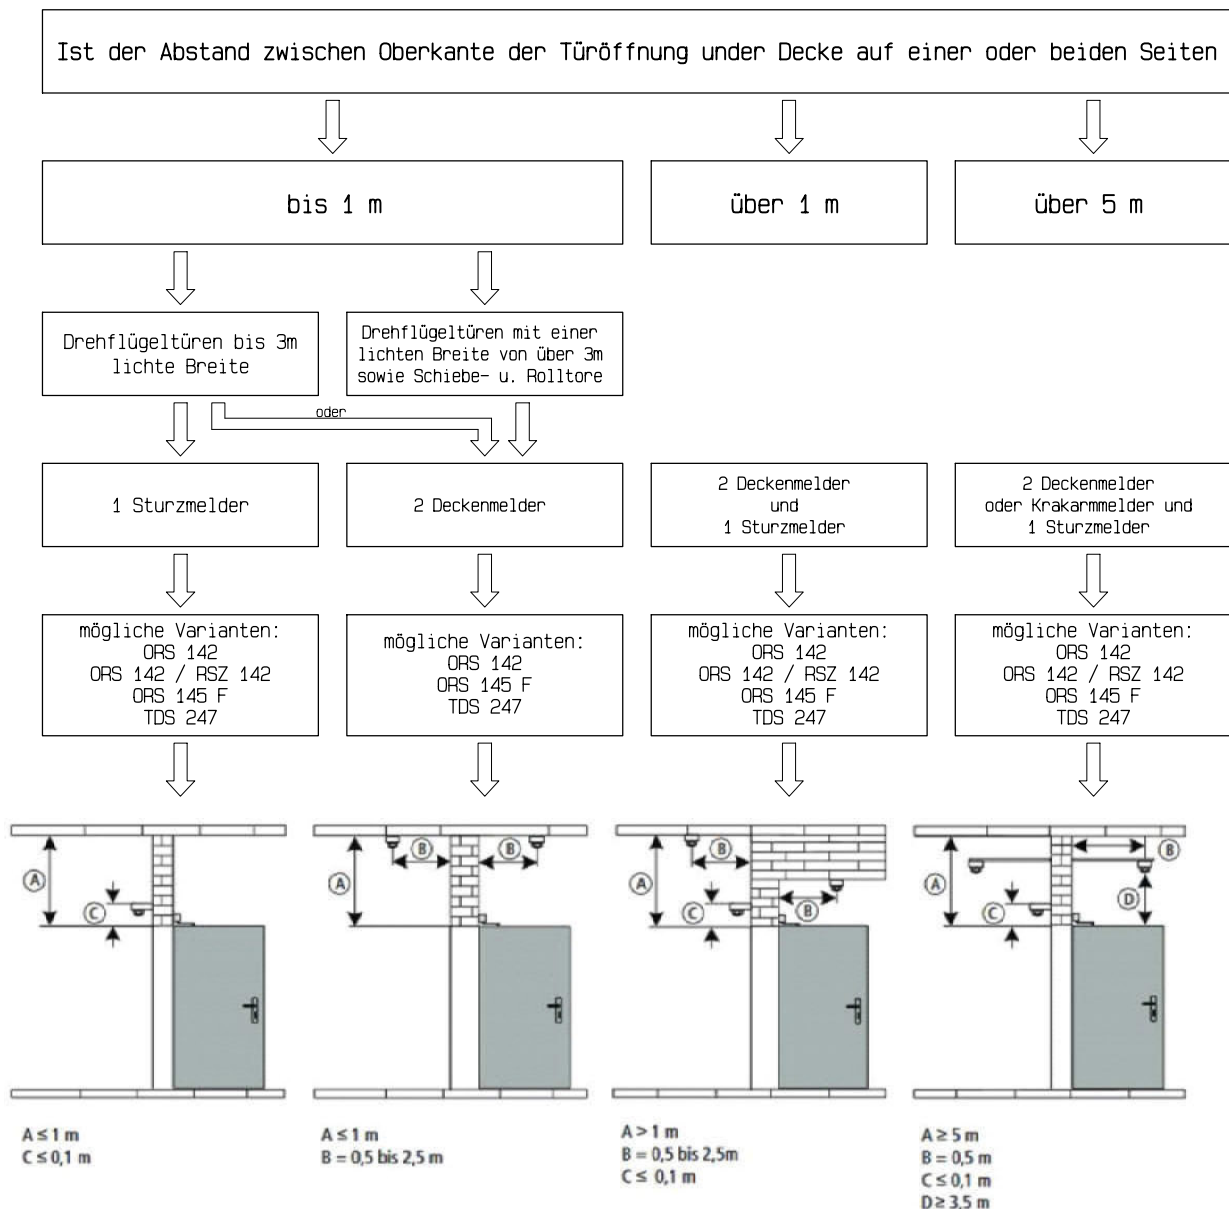 Ist der Abstand zwischen Oberkante der Türöffnung under Decke auf einer oder beiden Seiten
bis 1 m
über 1 m
über 5 m
Drehflügeltüren bis 3m
lichte Breite
Drehflügeltüren mit einer
lichten Breite von über 3m
sowie Schiebe- u. Rolltore
oder
1 Sturzmelder
2 Deckenmelder
2 Deckenmelder
und
1 Sturzmelder
2 Deckenmelder
oder Krakarmmelder und
1 Sturzmelder
mögliche Varianten:
ORS 142
ORS 142 / RSZ 142
ORS 145 F
TDS 247
mögliche Varianten:
ORS 142
ORS 145 F
TDS 247
mögliche Varianten:
ORS 142
ORS 142 / RSZ 142
ORS 145 F
TDS 247
mögliche Varianten:
ORS 142
ORS 142 / RSZ 142
ORS 145 F
TDS 247
A
C
A
B
B
A
B
C
B
A
B
C
D
A ≤ 1 m
C ≤ 0,1 m
A ≤ 1 m
B = 0,5 bis 2,5 m
A > 1 m
B = 0,5 bis 2,5m
C ≤ 0,1 m
A ≥ 5 m
B = 0,5 m
C ≤ 0,1 m
D ≥ 3,5 m